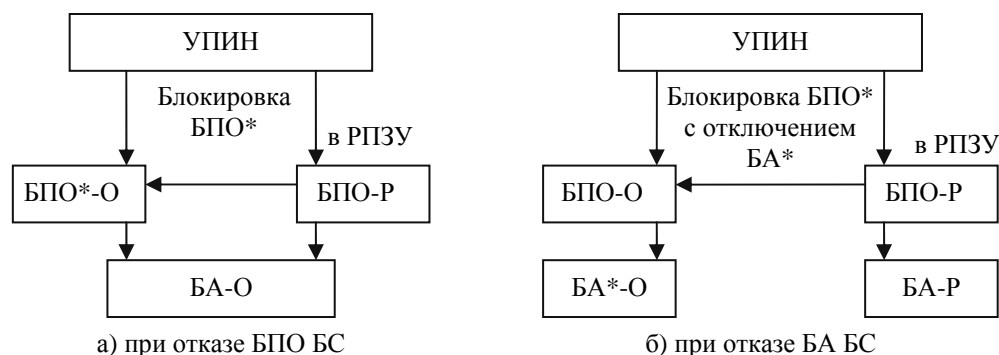 УПИН
Блокировка
БПО*
в РПЗУ
БПО*-О
БПО-Р
БА-О
а) при отказе БПО БС
УПИН
Блокировка БПО*
с отключением
БА*
в РПЗУ
БПО-О
БПО-Р
БА*-О
БА-Р
б) при отказе БА БС